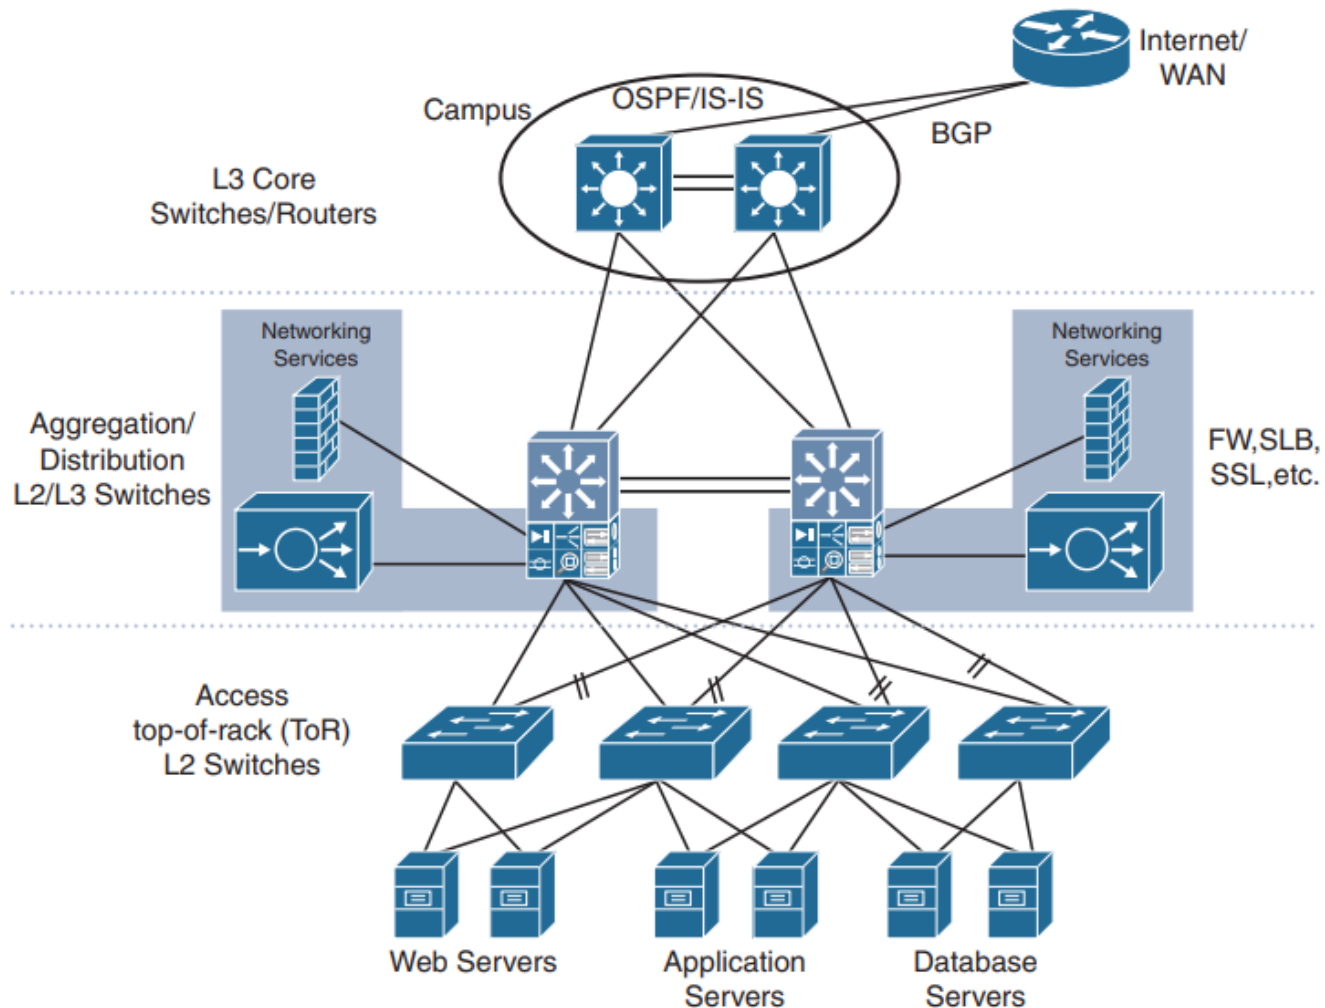 Internet/
WAN
OSPF/IS-IS
Campus
BGP
L3 Core
Switches/Routers
Networking
Services
Networking
Services
Aggregation/
Distribution
L2/L3 Switches
FW,SLB,
SSL,etc.
Access
top-of-rack (ToR)
L2 Switches
Web Servers
Application
Servers
Database
Servers